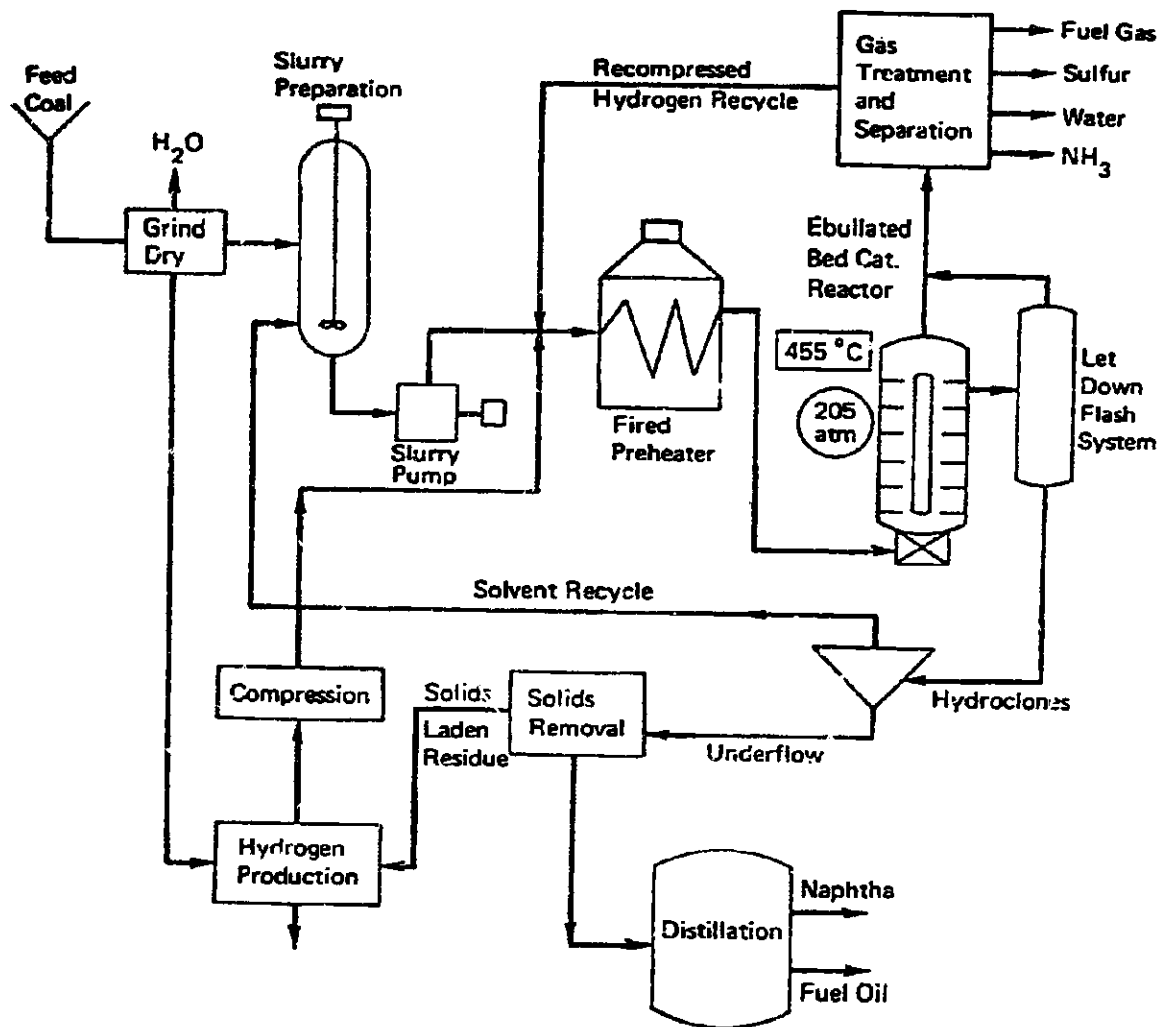 Feed
Coal
H2O
Grind
Dry
Slurry
Preparation
Slurry
Pump
Recompressed
Hydrogen Recycle
Fired
Preheater
Gas
Treatment
and
Separation
Fuel Gas
Sulfur
Water
NH3
Ebullated
Bed Cat.
Reactor
455 °C
205
atm
Let
Down
Flash
System
Solvent Recycle
Hydroclones
Underflow
Solids
Removal
Solids
Laden
Residue
Compression
Hydrogen
Production
Distillation
Naphtha
Fuel Oil